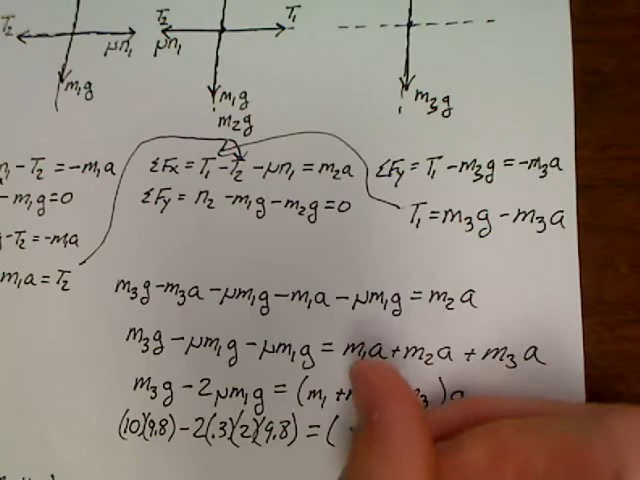 T₂ μn₁ T₂ μn₁ T₁
m₁g m₁g m₃g
m₂g
n₁ - T₂ = -m₁a ΣFx = T₁ - T₂ - μn₁ = m₂a ΣFy = T₁ - m₃g = -m₃a
- m₁g = 0 ΣFy = n₂ - m₁g - m₂g = 0
- T₂ = -m₁a T₁ = m₃g - m₃a
m₁a = T₂
m₃g - m₃a - μm₁g - m₁a - μm₁g = m₂a
m₃g - μm₁g - μm₁g = m₁a + m₂a + m₃a
m₃g - 2μm₁g = (m₁ +
(10)(9.8) - 2(.3)(2)(9.8) = (